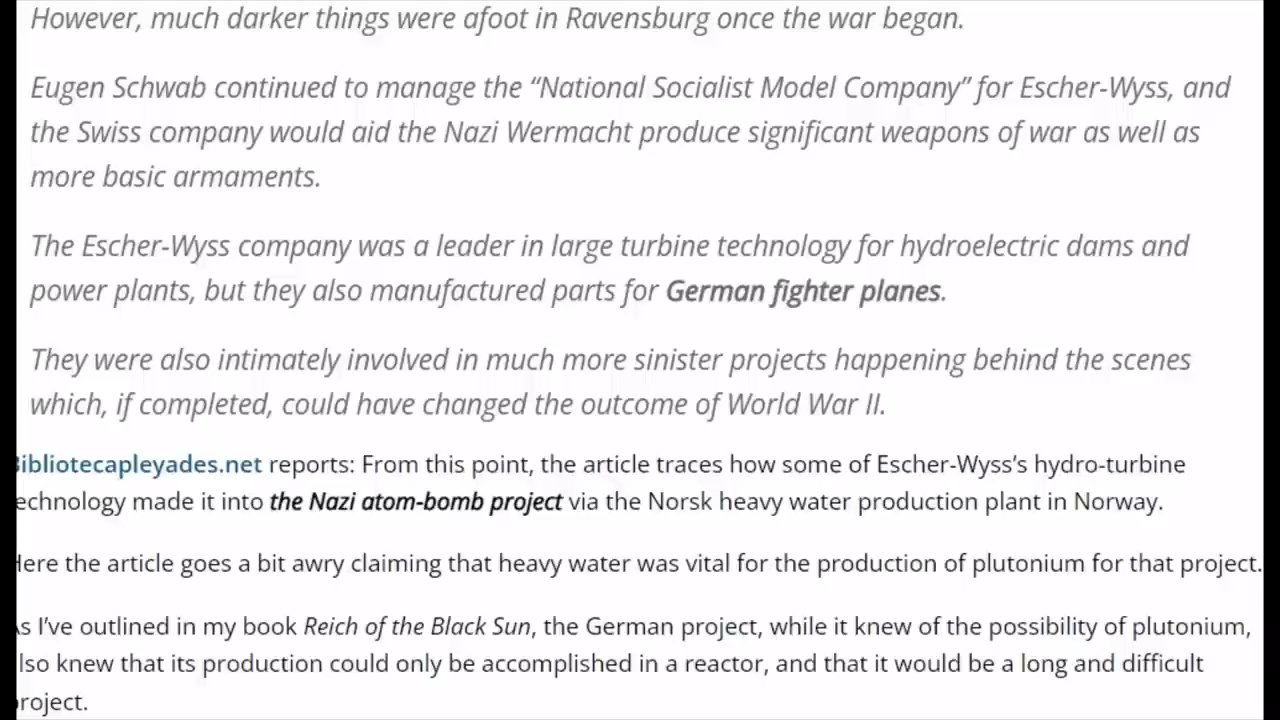 However, much darker things were afoot in Ravensburg once the war began.
Eugen Schwab continued to manage the “National Socialist Model Company” for Escher-Wyss, and
the Swiss company would aid the Nazi Wermacht produce significant weapons of war as well as
more basic armaments.
The Escher-Wyss company was a leader in large turbine technology for hydroelectric dams and
power plants, but they also manufactured parts for German fighter planes.
They were also intimately involved in much more sinister projects happening behind the scenes
which, if completed, could have changed the outcome of World War II.
Bibliotecapleyades.net reports: From this point, the article traces how some of Escher-Wyss’s hydro-turbine
echnology made it into the Nazi atom-bomb project via the Norsk heavy water production plant in Norway.
Here the article goes a bit awry claiming that heavy water was vital for the production of plutonium for that project.
As I’ve outlined in my book Reich of the Black Sun, the German project, while it knew of the possibility of plutonium,
also knew that its production could only be accomplished in a reactor, and that it would be a long and difficult
project.